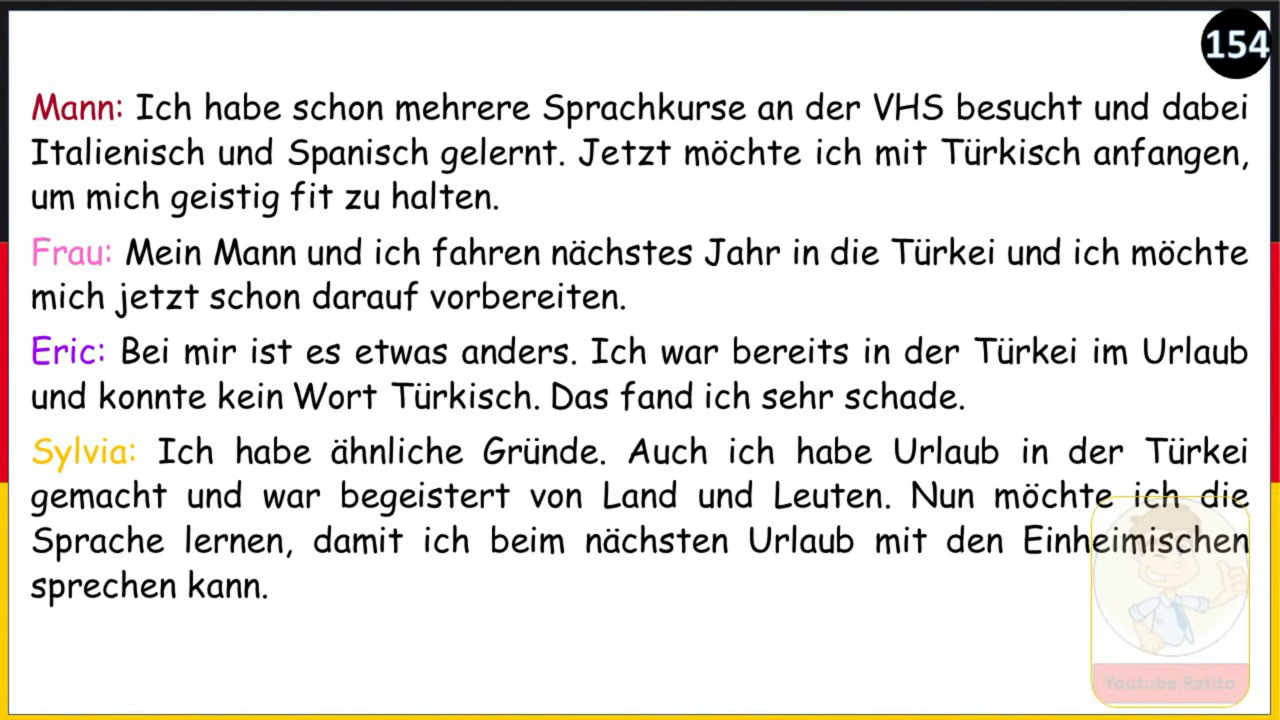 154
Mann: Ich habe schon mehrere Sprachkurse an der VHS besucht und dabei
Italienisch und Spanisch gelernt. Jetzt möchte ich mit Türkisch anfangen,
um mich geistig fit zu halten.
Frau: Mein Mann und ich fahren nächstes Jahr in die Türkei und ich möchte
mich jetzt schon darauf vorbereiten.
Eric: Bei mir ist es etwas anders. Ich war bereits in der Türkei im Urlaub
und konnte kein Wort Türkisch. Das fand ich sehr schade.
Sylvia: Ich habe ähnliche Gründe. Auch ich habe Urlaub in der Türkei
gemacht und war begeistert von Land und Leuten. Nun möchte ich die
Sprache lernen, damit ich beim nächsten Urlaub mit den Einheimischen
sprechen kann.
Youtube:Ratito